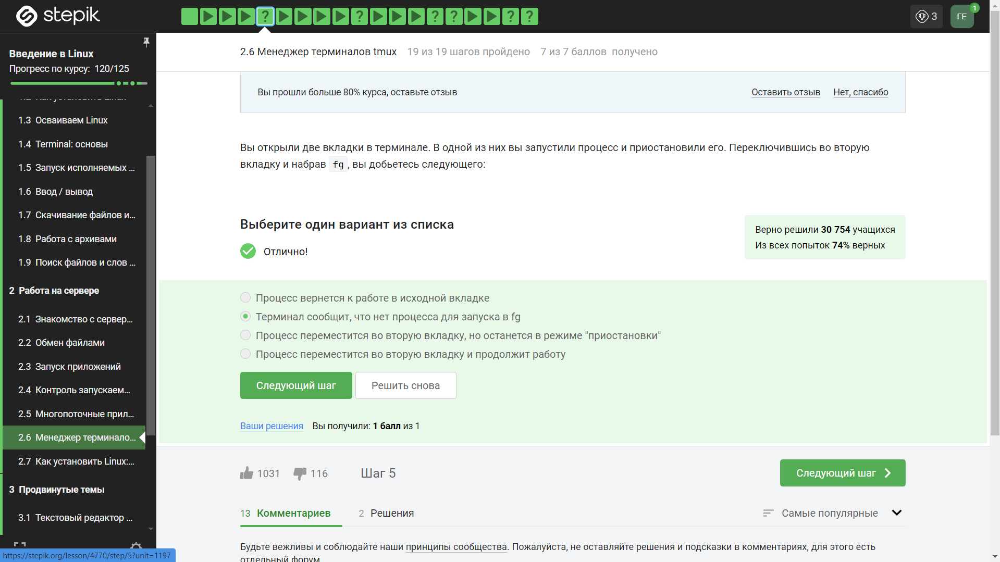 stepik
?
?
?
?
?
?
3
ГЕ
1
Введение в Linux
Прогресс по курсу: 120/125
1.3 Осваиваем Linux
1.4 Terminal: основы
1.5 Запуск исполняемых ...
1.6 Ввод / вывод
1.7 Скачивание файлов и...
1.8 Работа с архивами
1.9 Поиск файлов и слов ...
2 Работа на сервере
2.1 Знакомство с сервер...
2.2 Обмен файлами
2.3 Запуск приложений
2.4 Контроль запускаем...
2.5 Многопоточные прил...
2.6 Менеджер терминало...
2.7 Как установить Linux:...
3 Продвинутые темы
3.1 Текстовый редактор ...
https://stepik.org/lesson/4770/step/5?unit=1197
2.6 Менеджер терминалов tmux 19 из 19 шагов пройдено 7 из 7 баллов получено
Вы прошли больше 80% курса, оставьте отзыв Оставить отзыв Нет, спасибо
Вы открыли две вкладки в терминале. В одной из них вы запустили процесс и приостановили его. Переключившись во вторую
вкладку и набрав fg, вы добьетесь следующего:
Выберите один вариант из списка
Отлично!
Верно решили 30 754 учащихся
Из всех попыток 74% верных
Процесс вернется к работе в исходной вкладке
Терминал сообщит, что нет процесса для запуска в fg
Процесс переместится во вторую вкладку, но останется в режиме "приостановки"
Процесс переместится во вторую вкладку и продолжит работу
Следующий шаг Решить снова
Ваши решения Вы получили: 1 балл из 1
1031 116 Шаг 5 Следующий шаг
13 Комментариев 2 Решения Самые популярные
Будьте вежливы и соблюдайте наши принципы сообщества. Пожалуйста, не оставляйте решения и подсказки в комментариях, для этого есть
отдельный форум